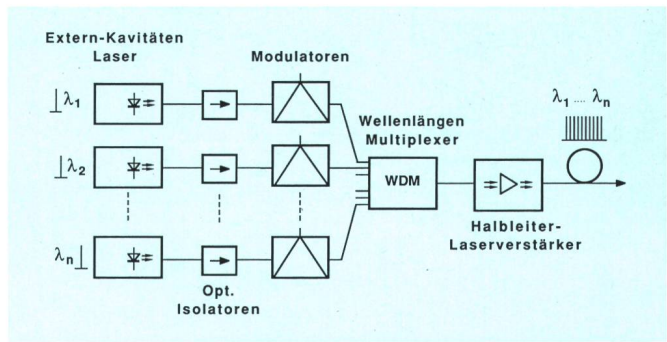 Extern-Kavitäten
Laser
Modulatoren
λ1
λ1 .... λn
Wellenlängen
Multiplexer
λ2
WDM
Halbleiter-
Laserverstärker
λn
Opt.
Isolatoren